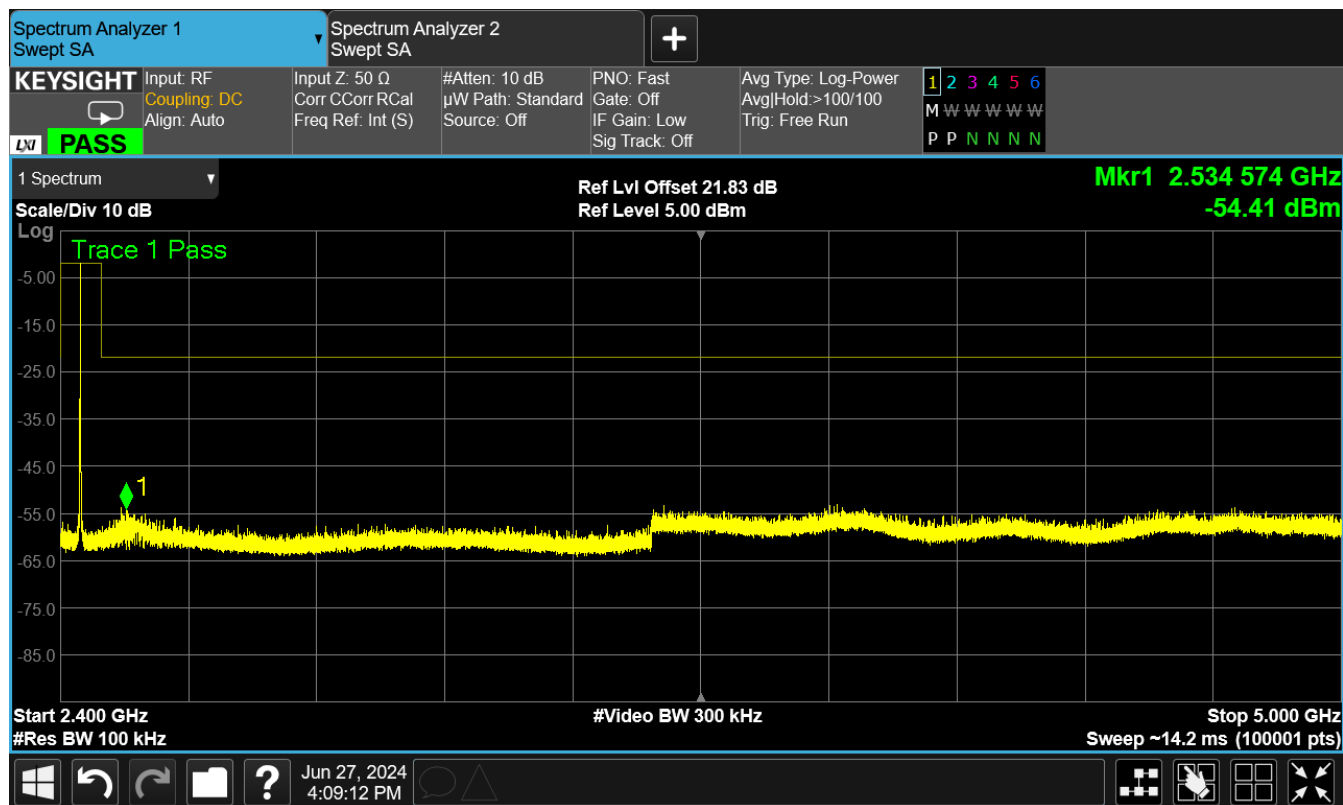 Spectrum Analyzer 1
Swept SA
Spectrum Analyzer 2
Swept SA
KEYSIGHT
LXI
PASS
Input: RF
Coupling: DC
Align: Auto
Input Z: 50 Ω
Corr CCorr RCal
Freq Ref: Int (S)
#Atten: 10 dB
µW Path: Standard
Source: Off
PNO: Fast
Gate: Off
IF Gain: Low
Sig Track: Off
Avg Type: Log-Power
Avg|Hold:>100/100
Trig: Free Run
1 2 3 4 5 6
M W W W W W
P P N N N N
1 Spectrum
Scale/Div 10 dB
Log
Ref Lvl Offset 21.83 dB
Ref Level 5.00 dBm
Mkr1 2.534 574 GHz
-54.41 dBm
Trace 1 Pass
-5.00
-15.0
-25.0
-35.0
-45.0
1
-55.0
-65.0
-75.0
-85.0
Start 2.400 GHz
#Res BW 100 kHz
#Video BW 300 kHz
Stop 5.000 GHz
Sweep ~14.2 ms (100001 pts)
?
Jun 27, 2024
4:09:12 PM